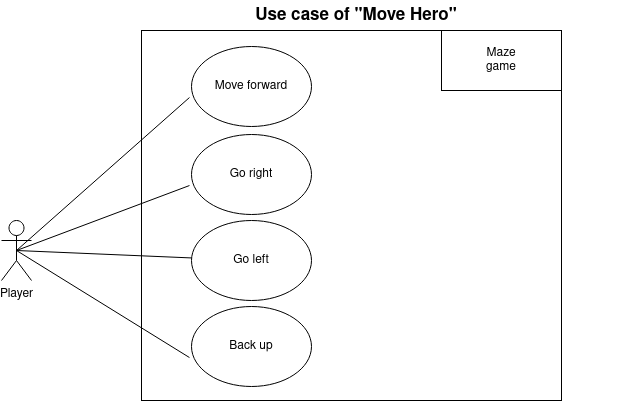 Use case of "Move Hero"
Maze
game
Move forward
Go right
Go left
Back up
Player